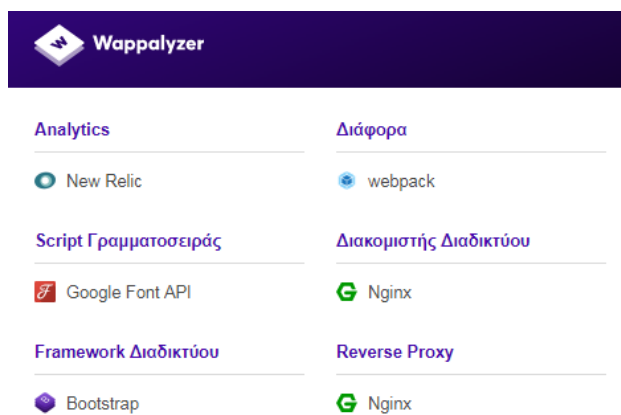 Wappalyzer
Analytics
New Relic
Διάφορα
webpack
Script Γραμματοσειράς
Google Font API
Διακομιστής Διαδικτύου
Nginx
Framework Διαδικτύου
Bootstrap
Reverse Proxy
Nginx